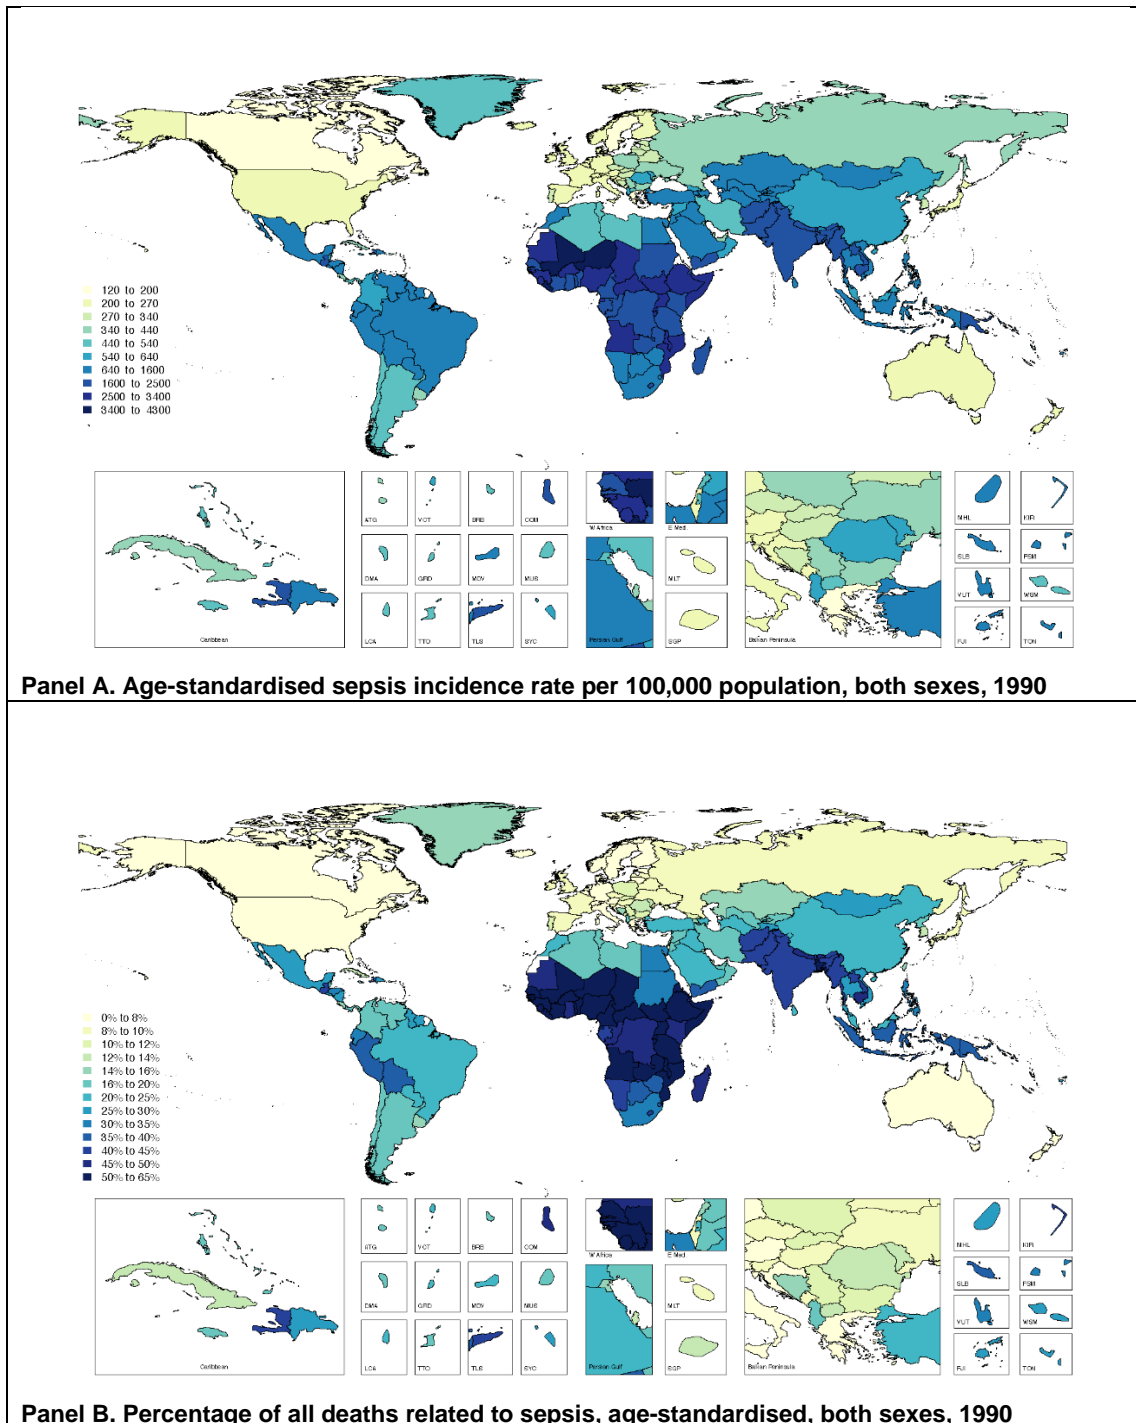 120 to 200
200 to 270
270 to 340
340 to 440
440 to 540
540 to 640
640 to 1600
1600 to 2500
2500 to 3400
3400 to 4300
Caribbean
ATG
VCT
BRB
COM
DMA
GRD
MDV
MUS
LCA
TTO
TLS
SYC
W Africa
E Med.
Persian Gulf
MLT
SGP
Balkan Peninsula
MHL
KIR
SLB
FSM
VUT
WSM
FJI
TON
Panel A. Age-standardised sepsis incidence rate per 100,000 population, both sexes, 1990
0% to 8%
8% to 10%
10% to 12%
12% to 14%
14% to 16%
16% to 20%
20% to 25%
25% to 30%
30% to 35%
35% to 40%
40% to 45%
45% to 50%
50% to 65%
Caribbean
ATG
VCT
BRB
COM
DMA
GRD
MDV
MUS
LCA
TTO
TLS
SYC
W Africa
E Med.
Persian Gulf
MLT
SGP
Balkan Peninsula
MHL
KIR
SLB
FSM
VUT
WSM
FJI
TON
Panel B. Percentage of all deaths related to sepsis, age-standardised, both sexes, 1990